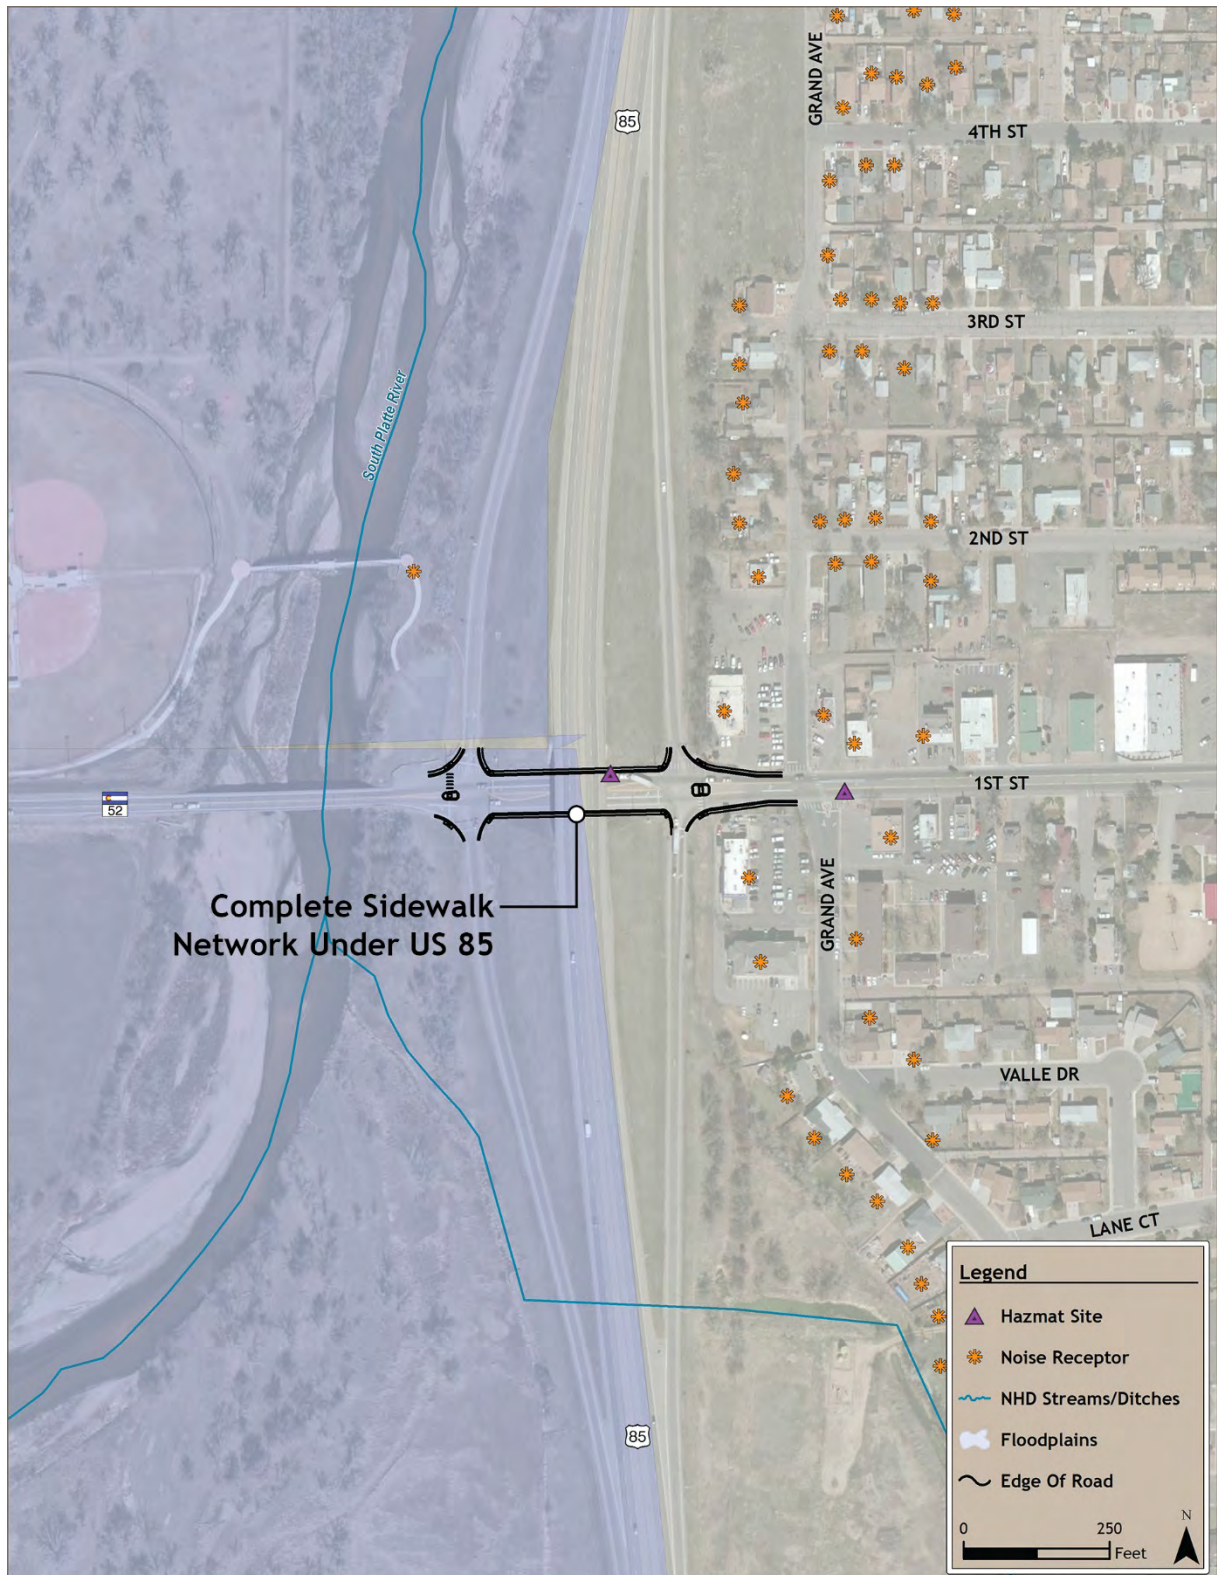 GRAND AVE
85
4TH ST
3RD ST
South Platte River
2ND ST
1ST ST
52
Complete Sidewalk
Network Under US 85
GRAND AVE
VALLE DR
LANE CT
85
Legend
Hazmat Site
Noise Receptor
NHD Streams/Ditches
Floodplains
Edge Of Road
N
0 250
Feet